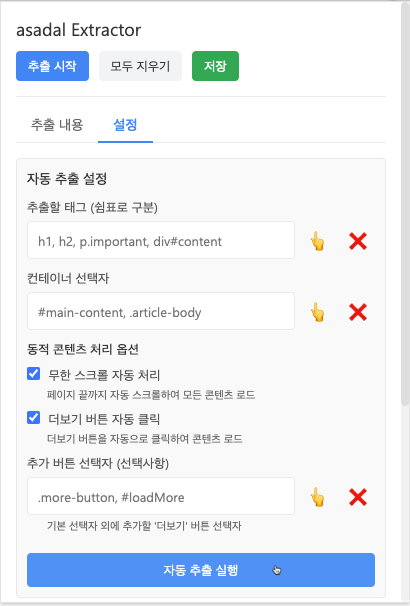 asadal Extractor
추출 시작
모두 지우기
저장
추출 내용
설정
자동 추출 설정
추출할 태그 (쉼표로 구분)
h1, h2, p.important, div#content
컨테이너 선택자
#main-content, .article-body
동적 콘텐츠 처리 옵션
무한 스크롤 자동 처리
페이지 끝까지 자동 스크롤하여 모든 콘텐츠 로드
더보기 버튼 자동 클릭
더보기 버튼을 자동으로 클릭하여 콘텐츠 로드
추가 버튼 선택자 (선택사항)
.more-button, #loadMore
기본 선택자 외에 추가할 '더보기' 버튼 선택자
자동 추출 실행